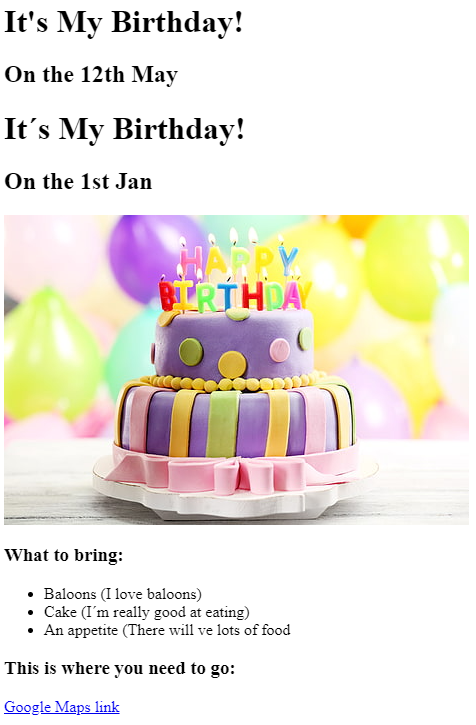 It's My Birthday!
On the 12th May
It´s My Birthday!
On the 1st Jan
HAPPY
BIRTHDAY
What to bring:
Baloons (I love baloons)
Cake (I´m really good at eating)
An appetite (There will ve lots of food
This is where you need to go:
Google Maps link